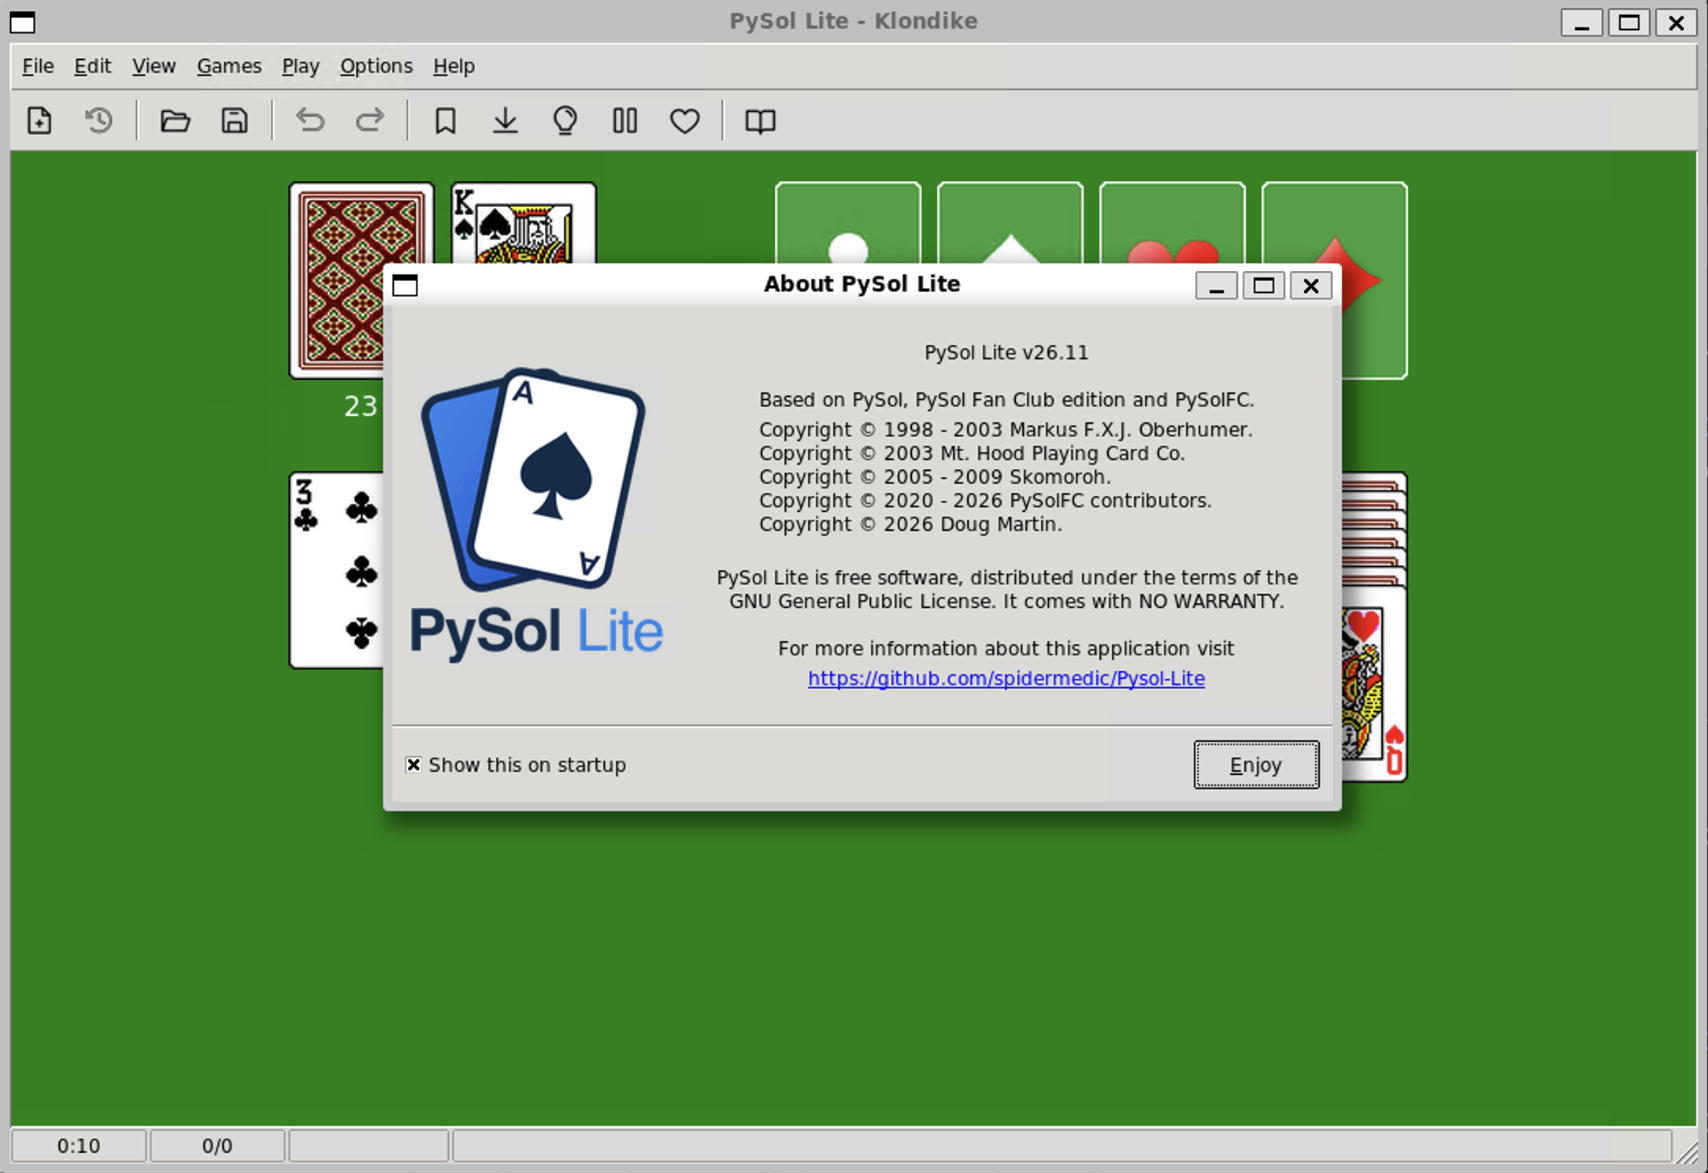 PySol Lite - Klondike
File Edit View Games Play Options Help
K
About PySol Lite
PySol Lite v26.11
Based on PySol, PySol Fan Club edition and PySolFC.
Copyright © 1998 - 2003 Markus F.X.J. Oberhumer.
Copyright © 2003 Mt. Hood Playing Card Co.
Copyright © 2005 - 2009 Skomoroh.
Copyright © 2020 - 2026 PySolFC contributors.
Copyright © 2026 Doug Martin.
PySol Lite is free software, distributed under the terms of the
GNU General Public License. It comes with NO WARRANTY.
For more information about this application visit
https://github.com/spidermedic/Pysol-Lite
A
A
PySol Lite
23
3
Q
Show this on startup
Enjoy
0:10 0/0